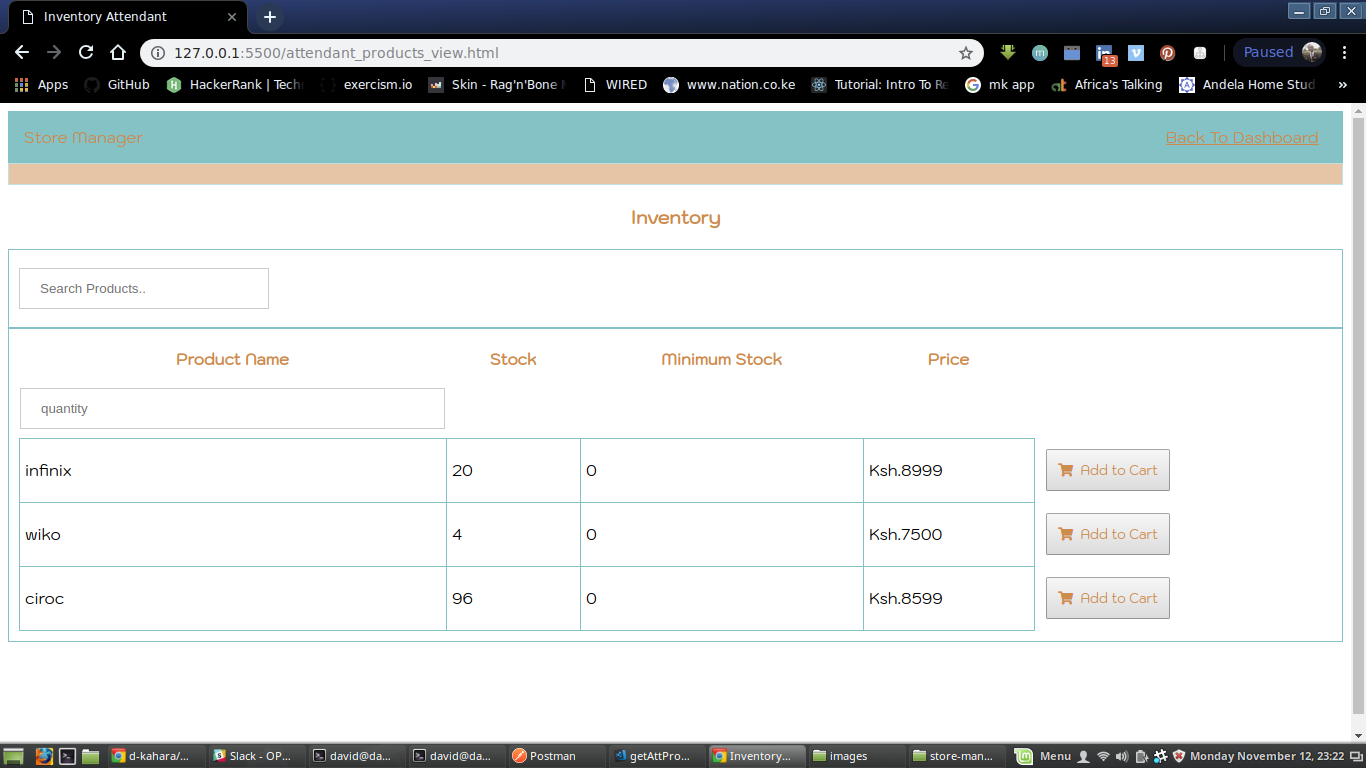 Inventory Attendant
127.0.0.1:5500/attendant_products_view.html
Paused
13
Apps GitHub HackerRank | Tech exercism.io Skin - Rag'n'Bone WIRED www.nation.co.ke Tutorial: Intro To Re mk app at Africa's Talking Andela Home Stud »
Store Manager Back To Dashboard
Inventory
Search Products..
Product Name Stock Minimum Stock Price
quantity
infinix 20 0 Ksh.8999 Add to Cart
wiko 4 0 Ksh.7500 Add to Cart
ciroc 96 0 Ksh.8599 Add to Cart
d-kahara/... Slack - OP... david@da... david@da... Postman getAttPro... Inventory... images store-man... Menu Monday November 12, 23:22